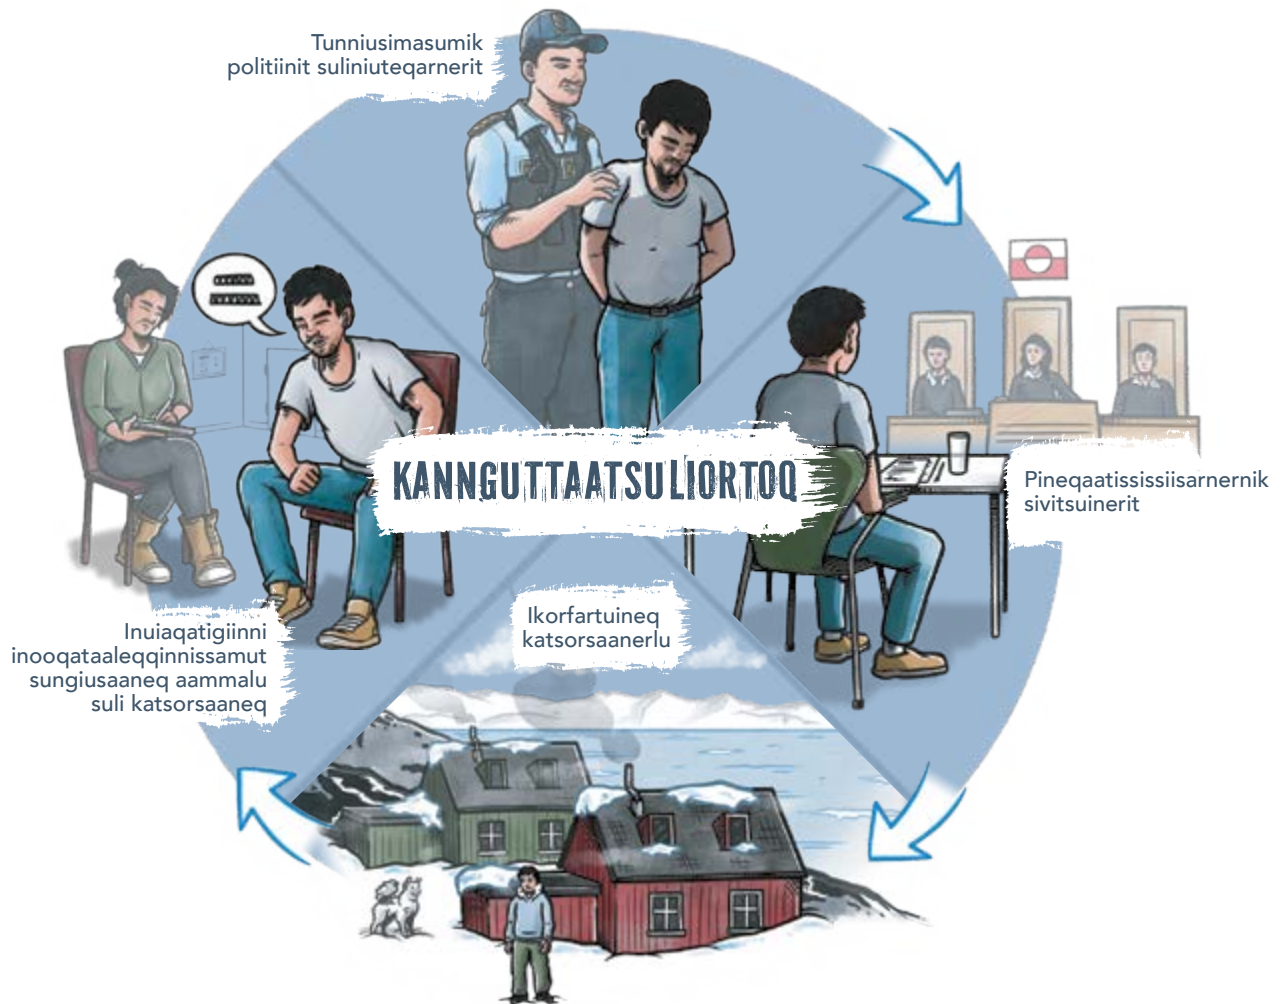 Tunniusimasumik
politiinit suliniuteqarnerit
KANNGUTTAATSULIORTOQ
Pineqaatississiisarnernik
sivitsuinerit
Ikorfartuineq
katsorsaanerlu
Inuiaqatigiinni
inooqataaleqqinnissamut
sungiusaaneq aammalu
suli katsorsaaneq